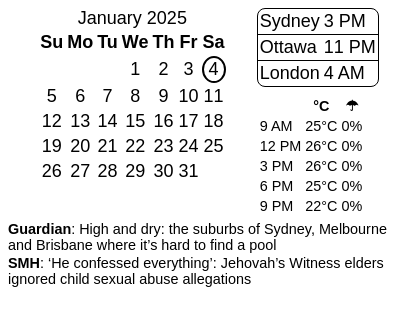 January 2025
Su Mo Tu We Th Fr Sa
1 2 3 4
5 6 7 8 9 10 11
12 13 14 15 16 17 18
19 20 21 22 23 24 25
26 27 28 29 30 31
Sydney 3 PM
Ottawa 11 PM
London 4 AM
°C ☂
9 AM 25°C 0%
12 PM 26°C 0%
3 PM 26°C 0%
6 PM 25°C 0%
9 PM 22°C 0%
Guardian: High and dry: the suburbs of Sydney, Melbourne
and Brisbane where it’s hard to find a pool
SMH: ‘He confessed everything’: Jehovah’s Witness elders
ignored child sexual abuse allegations